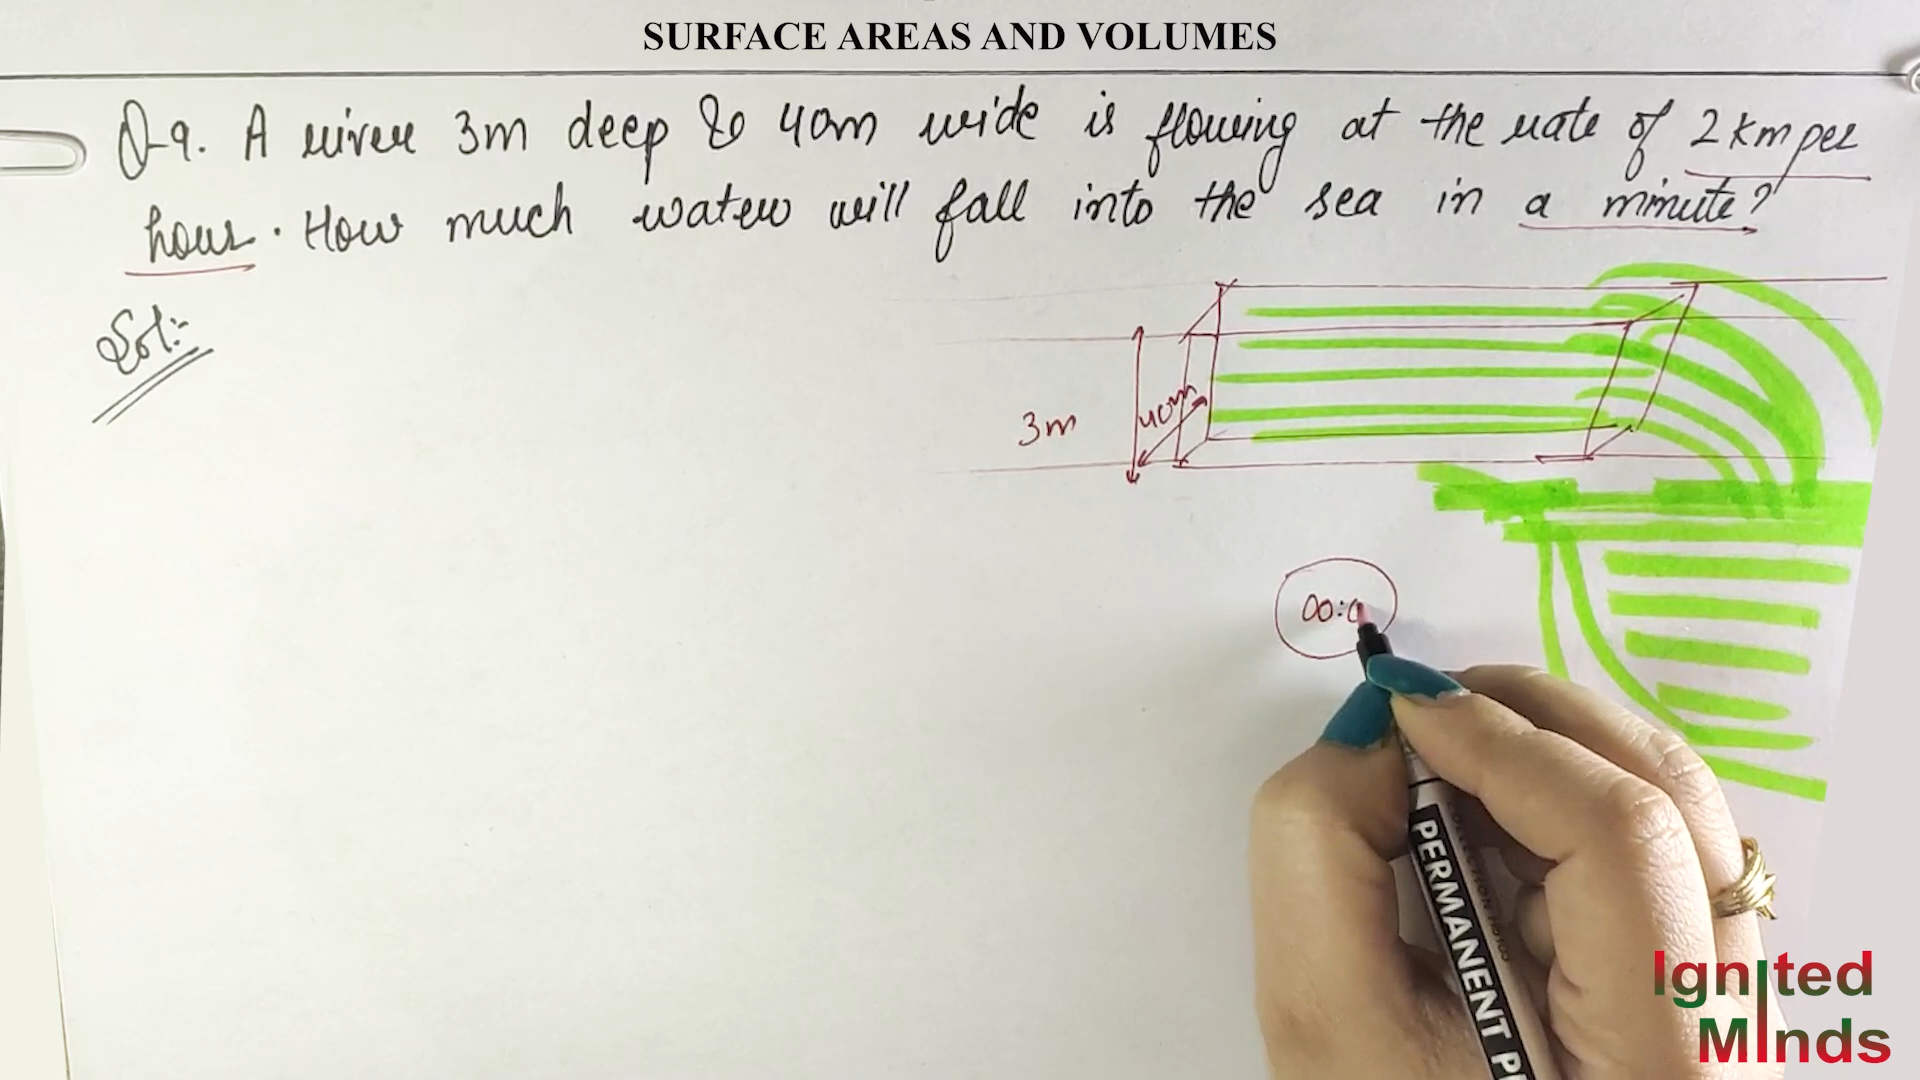 SURFACE AREAS AND VOLUMES
Q-9. A river 3m deep & 40m wide is flowing at the rate of 2km per
hour. How much water will fall into the sea in a minute?
Sol:-
3m
40m
00:0
PERMANENT
Ignited
Minds